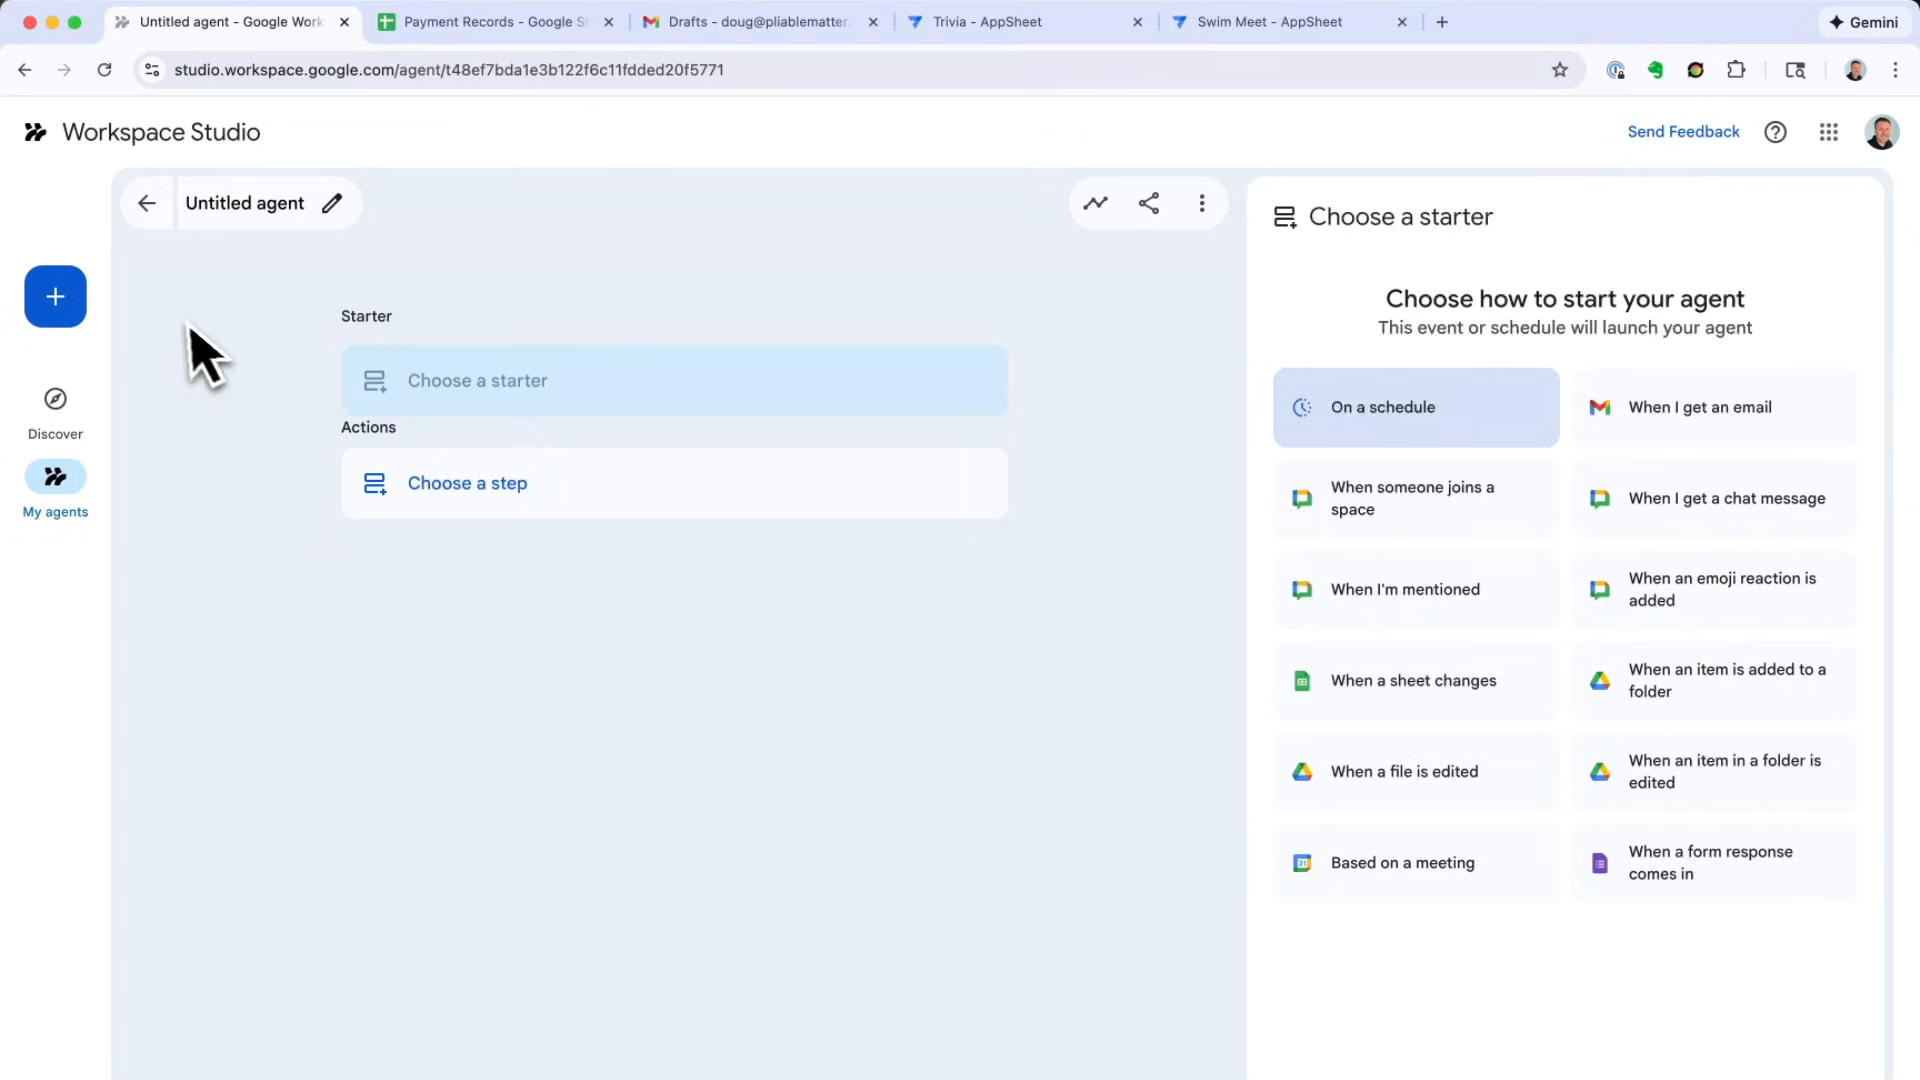 Untitled agent - Google Work
Payment Records - Google S
Drafts - doug@pliablematter.
Trivia - AppSheet
Swim Meet - AppSheet
Gemini
studio.workspace.google.com/agent/t48ef7bda1e3b122f6c11fdded20f5771
Workspace Studio
Send Feedback
Untitled agent
Choose a starter
Choose how to start your agent
This event or schedule will launch your agent
Starter
Choose a starter
Actions
Choose a step
Discover
My agents
On a schedule
When I get an email
When someone joins a
space
When I get a chat message
When I'm mentioned
When an emoji reaction is
added
When a sheet changes
When an item is added to a
folder
When a file is edited
When an item in a folder is
edited
Based on a meeting
When a form response
comes in